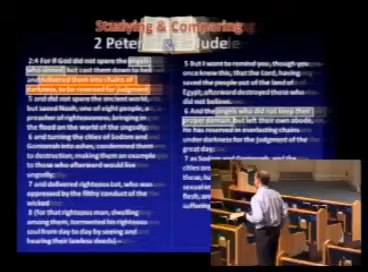 Studying & Comparing
2 Peter & Jude
2:4 For if God did not spare the angels
who sinned, but cast them down to hell
and delivered them into chains of
darkness, to be reserved for judgment
5 and did not spare the ancient world,
but saved Noah, one of eight people, a
preacher of righteousness, bringing in
the flood on the world of the ungodly;
6 and turning the cities of Sodom and
Gomorrah into ashes, condemned them
to destruction, making them an example
to those who afterward would live
ungodly;
7 and delivered righteous Lot, who was
oppressed by the filthy conduct of the
wicked
8 (for that righteous man, dwelling
among them, tormented his righteous
soul from day to day by seeing and
hearing their lawless deeds)--
5 But I want to remind you, though you
once knew this, that the Lord, having
saved the people out of the land of
Egypt, afterward destroyed those who
did not believe.
6 And the angels who did not keep their
proper domain, but left their own abode,
He has reserved in everlasting chains
under darkness for the judgment of the
great day;
7 as Sodom and Gomorrah, and the
cities
these, ha
sexual im
flesh, are
suffering